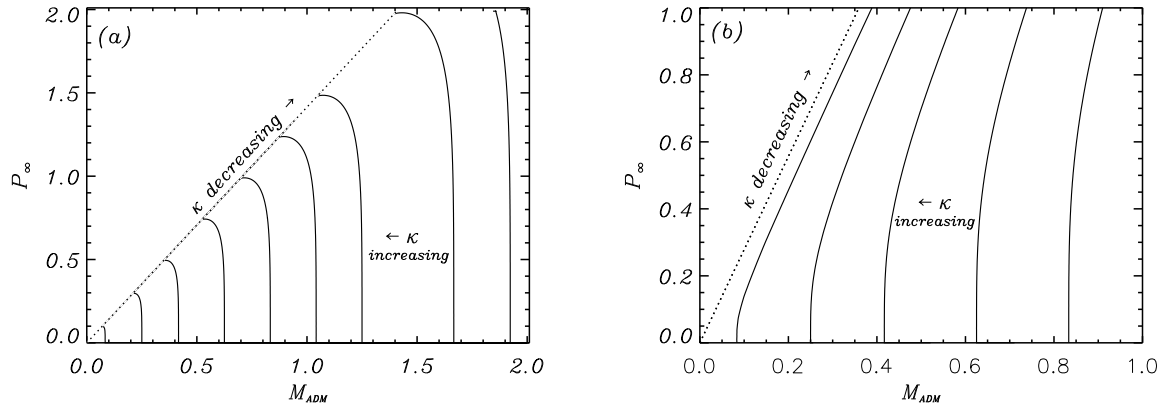 (a)
2.0
1.5
1.0
0.5
0.0
P∞
κ decreasing →
← κ
increasing
0.0 0.5 1.0 1.5 2.0
M_ADM
(b)
1.0
0.8
0.6
0.4
0.2
0.0
P∞
κ decreasing →
← κ
increasing
0.0 0.2 0.4 0.6 0.8 1.0
M_ADM